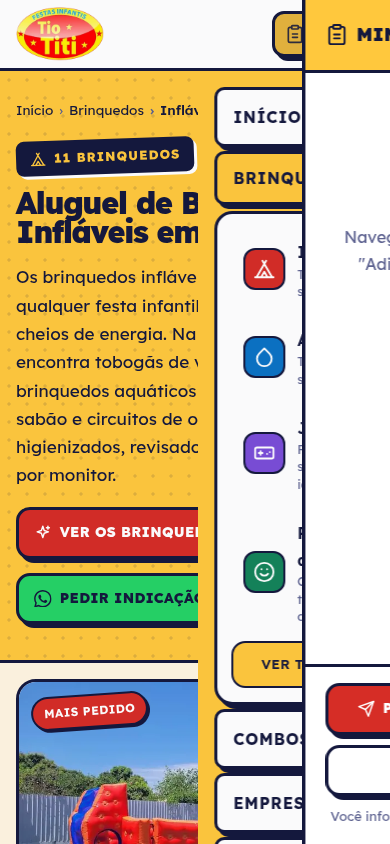 FESTAS INFANTIS
Tio
Titi
MIN
Início › Brinquedos › Infláv
11 BRINQUEDOS
Aluguel de B
Infláveis em
Os brinquedos infláve
qualquer festa infantil
cheios de energia. Na
encontra tobogãs de v
brinquedos aquáticos
sabão e circuitos de o
higienizados, revisado
por monitor.
VER OS BRINQUE
PEDIR INDICAÇÃO
MAIS PEDIDO
INÍCIO
BRINQU
VER T
COMBOS
EMPRES
Naveg
"Adi
P
Você info